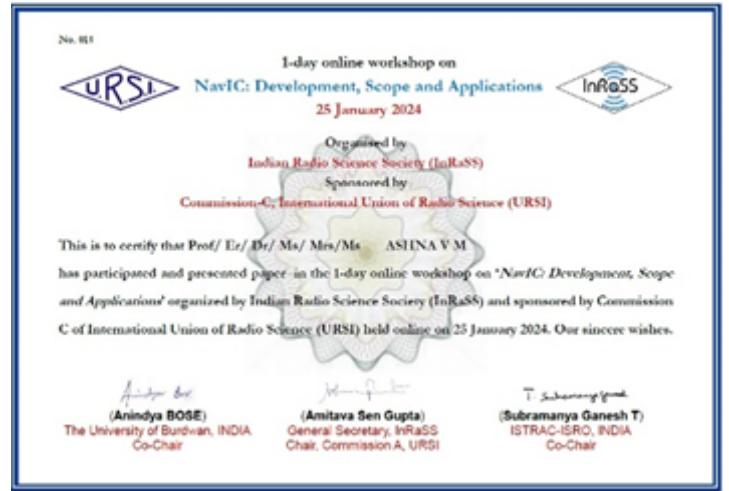 No.
U.R.S.I.
1-day online workshop on
NavIC: Development, Scope and Applications
InRaSS
25 January 2024
Organised by
Indian Radio Science Society (InRaSS)
Sponsored by
Commission-C, International Union of Radio Science (URSI)
This is to certify that Prof/ Er/ Dr/ Ms/ Mrs/Ms ASHNA V M
has participated and presented paper in the 1-day online workshop on "NavIC: Development, Scope
and Applications" organized by Indian Radio Science Society (InRaSS) and sponsored by Commission
C of International Union of Radio Science (URSI) held online on 25 January 2024. Our sincere wishes.
(Anindya BOSE)
The University of Burdwan, INDIA
Co-Chair
(Amitava Sen Gupta)
General Secretary, InRaSS
Chair, Commission A, URSI
T. Subramanya Ganesh
(Subramanya Ganesh T)
ISTRAC-ISRO, INDIA
Co-Chair